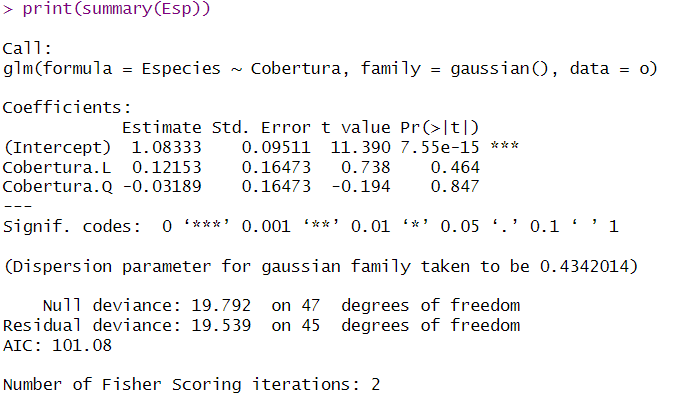 > print(summary(Esp))
Call:
glm(formula = Especies ~ Cobertura, family = gaussian(), data = o)
Coefficients:
            Estimate Std. Error t value Pr(>|t|)
(Intercept)  1.08333    0.09511  11.390 7.55e-15 ***
Cobertura.L  0.12153    0.16473   0.738    0.464
Cobertura.Q -0.03189    0.16473  -0.194    0.847
---
Signif. codes:  0 ‘***’ 0.001 ‘**’ 0.01 ‘*’ 0.05 ‘.’ 0.1 ‘ ’ 1
(Dispersion parameter for gaussian family taken to be 0.4342014)
    Null deviance: 19.792  on 47  degrees of freedom
Residual deviance: 19.539  on 45  degrees of freedom
AIC: 101.08
Number of Fisher Scoring iterations: 2